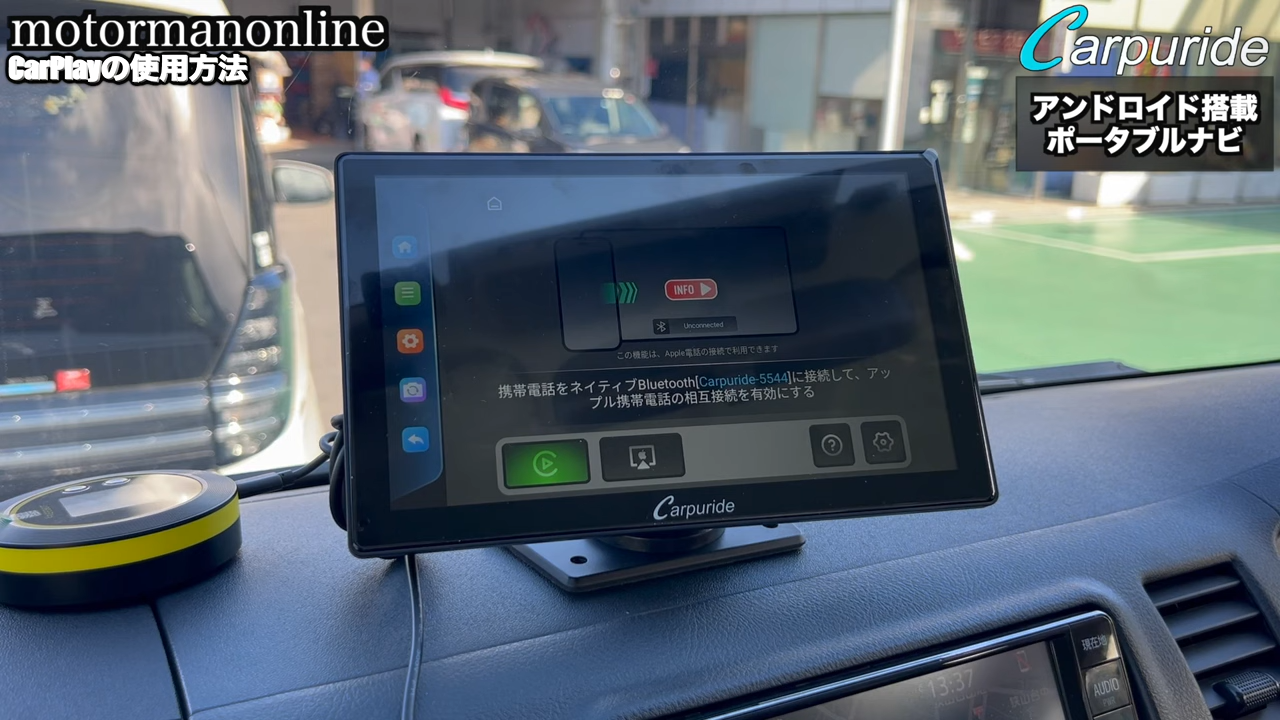 motormanonline
CarPlayの使用方法
Carpuride
アンドロイド搭載
ポータブルナビ
INFO
Unconnected
この機能は、Apple電話の接続で利用できます
携帯電話をネイティブBluetooth[Carpuride-5544]に接続して、アッ
プル携帯電話の相互接続を有効にする
Carpuride
現在地
AUDIO
13:37